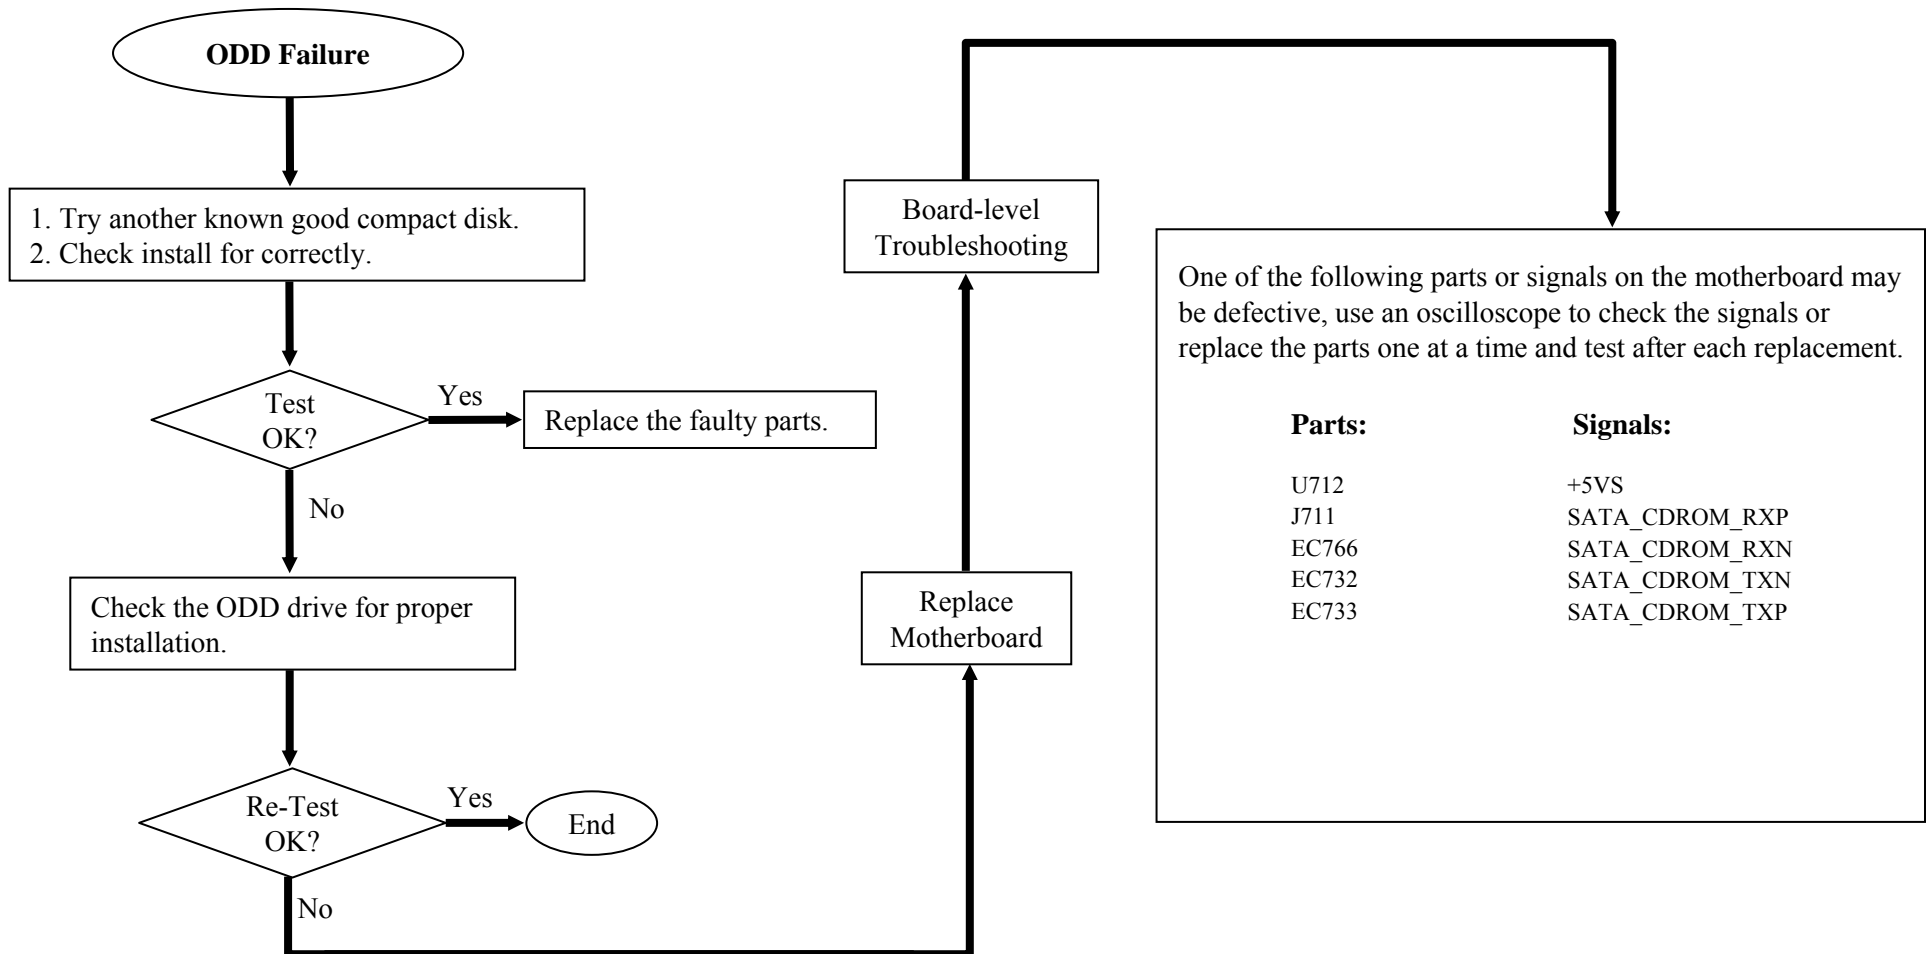 ODD Failure
1. Try another known good compact disk.
2. Check install for correctly.
Test
OK?
Yes
Replace the faulty parts.
No
Check the ODD drive for proper
installation.
Re-Test
OK?
Yes
End
No
Replace
Motherboard
Board-level
Troubleshooting
One of the following parts or signals on the motherboard may
be defective, use an oscilloscope to check the signals or
replace the parts one at a time and test after each replacement.
Parts:
U712
J711
EC766
EC732
EC733
Signals:
+5VS
SATA_CDROM_RXP
SATA_CDROM_RXN
SATA_CDROM_TXN
SATA_CDROM_TXP